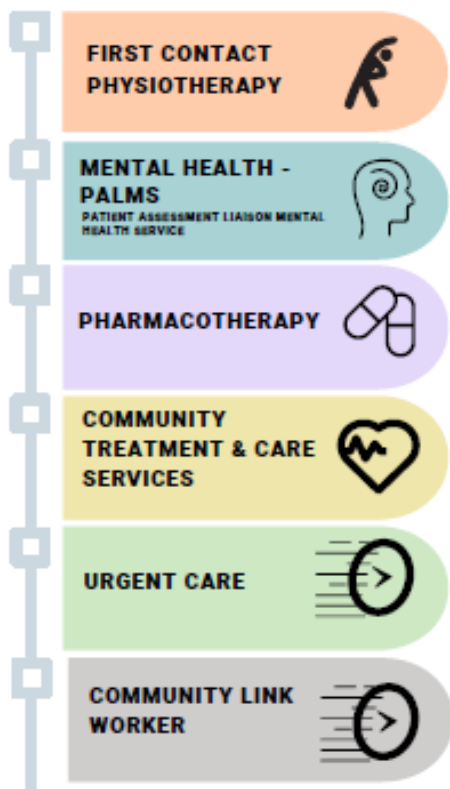 FIRST CONTACT
PHYSIOTHERAPY
MENTAL HEALTH -
PALMS
PATIENT ASSESSMENT LIAISON MENTAL
HEALTH SERVICE
PHARMACOTHERAPY
COMMUNITY
TREATMENT & CARE
SERVICES
URGENT CARE
COMMUNITY LINK
WORKER